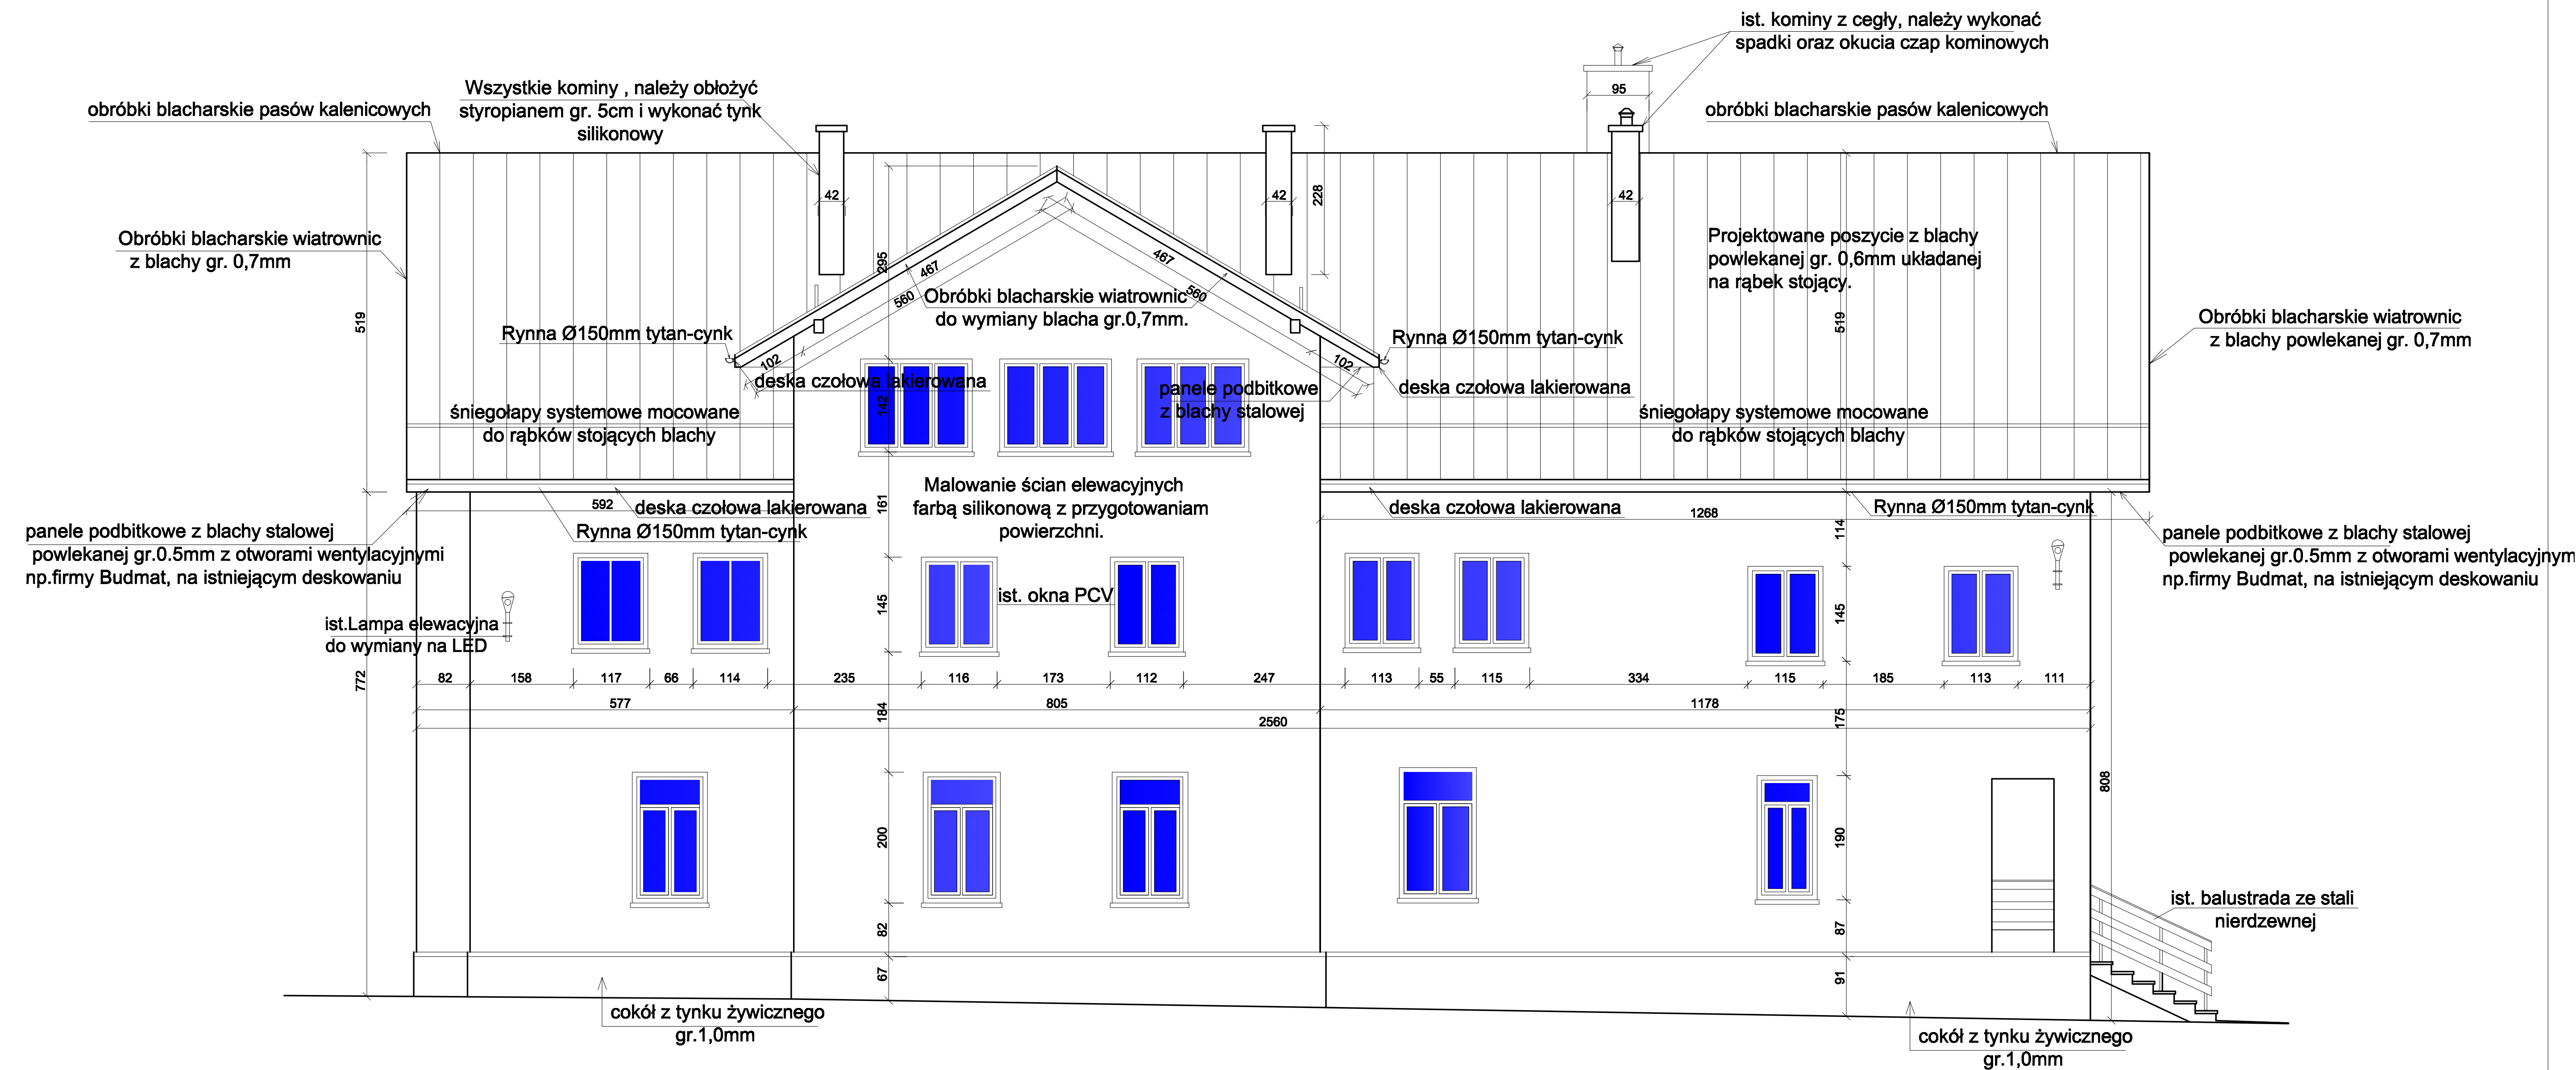 ist. kominy z cegły, należy wykonać
spadki oraz okucia czap kominowych
Wszystkie kominy , należy obłożyć
styropianem gr. 5cm i wykonać tynk
silikonowy
obróbki blacharskie pasów kalenicowych
95
obróbki blacharskie pasów kalenicowych
42
42
228
42
Obróbki blacharskie wiatrownic
z blachy gr. 0,7mm
Projektowane poszycie z blachy
powlekanej gr. 0,6mm układanej
na rąbek stojący.
295
467
560
467
560
Obróbki blacharskie wiatrownic
do wymiany blacha gr.0,7mm.
519
519
Obróbki blacharskie wiatrownic
z blachy powlekanej gr. 0,7mm
Rynna Ø150mm tytan-cynk
Rynna Ø150mm tytan-cynk
102
102
deska czołowa lakierowana
panele podbitkowe
z blachy stalowej
deska czołowa lakierowana
142
śniegołapy systemowe mocowane
do rąbków stojących blachy
śniegołapy systemowe mocowane
do rąbków stojących blachy
Malowanie ścian elewacyjnych
farbą silikonową z przygotowaniam
powierzchni.
161
592
deska czołowa lakierowana
Rynna Ø150mm tytan-cynk
deska czołowa lakierowana
1268
Rynna Ø150mm tytan-cynk
114
panele podbitkowe z blachy stalowej
powlekanej gr.0.5mm z otworami wentylacyjnymi
np.firmy Budmat, na istniejącym deskowaniu
panele podbitkowe z blachy stalowej
powlekanej gr.0.5mm z otworami wentylacyjnym
np.firmy Budmat, na istniejącym deskowaniu
ist. okna PCV
145
145
ist.Lampa elewacyjna
do wymiany na LED
772
82
158
117
66
114
235
116
173
112
247
113
55
115
334
115
185
113
111
577
805
1178
184
175
2560
808
200
190
82
87
67
91
ist. balustrada ze stali
nierdzewnej
cokół z tynku żywicznego
gr.1,0mm
cokół z tynku żywicznego
gr.1,0mm